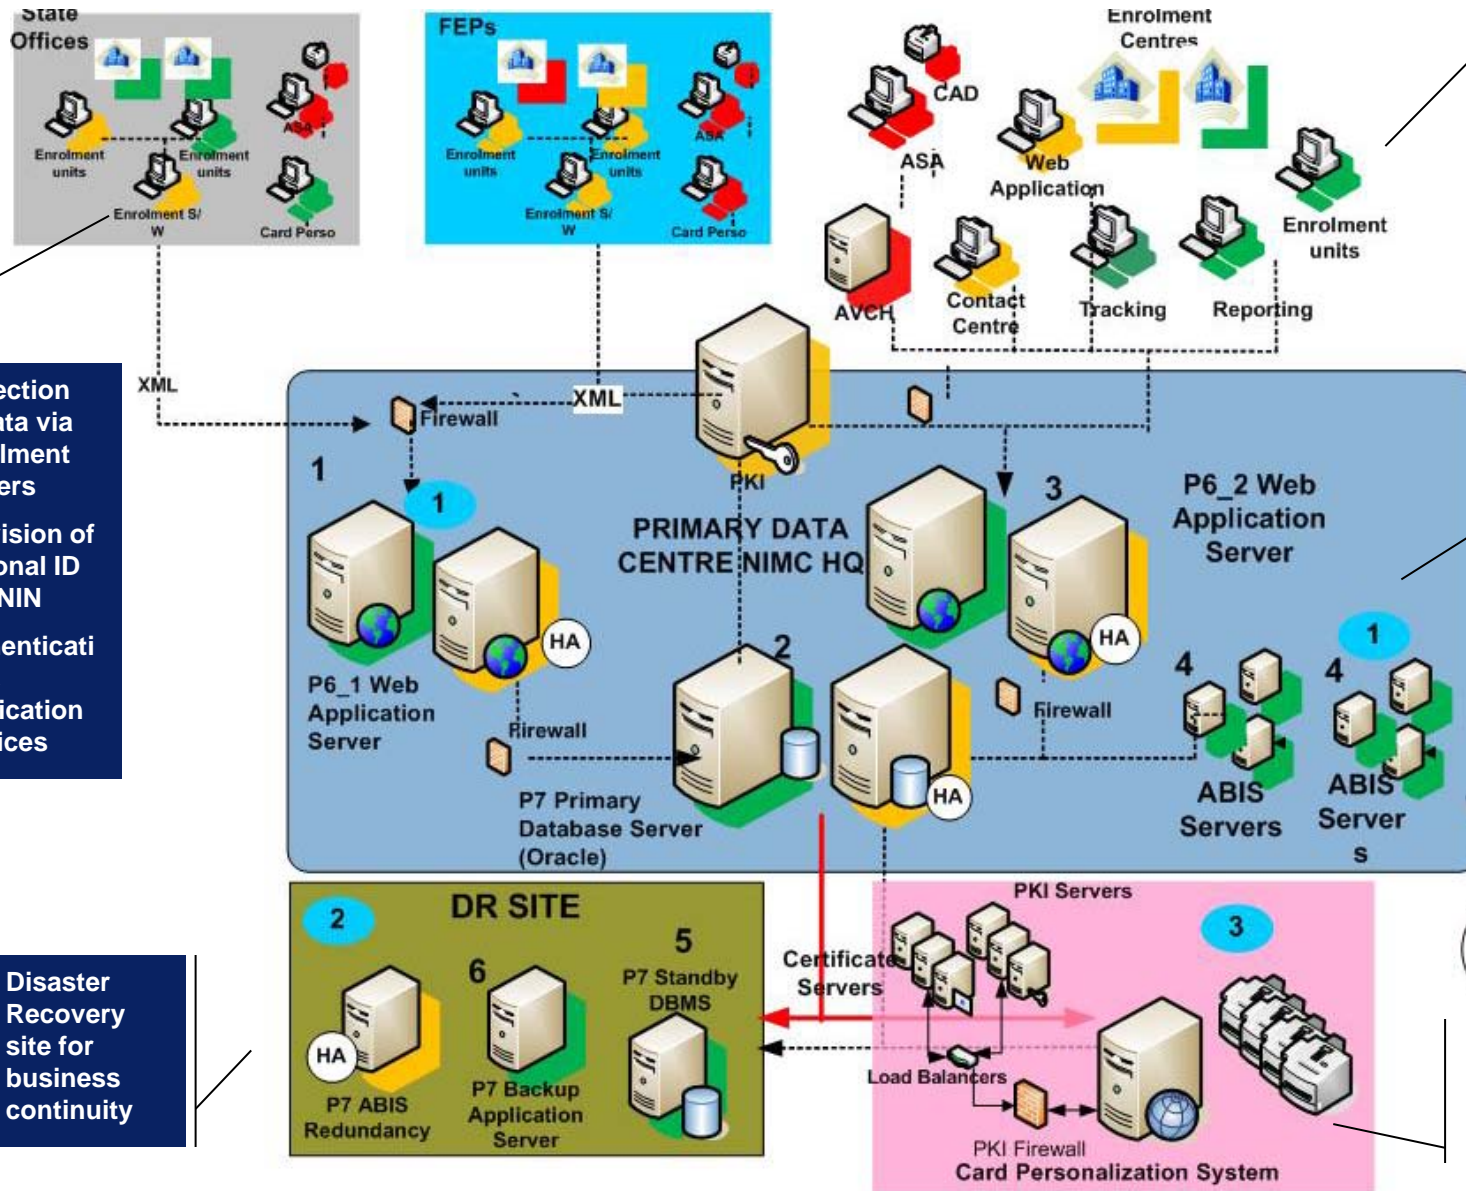 State
Offices
Enrolment
units
Enrolment
units
ASA
Enrolment S/
W
Card Perso
FEPs
Enrolment
units
Enrolment
units
ASA
Enrolment S/
W
Card Perso
CAD
ASA
Enrolment
Centres
Web
Application
Enrolment
units
AVCH
Contact
Centre
Tracking
Reporting
XML
XML
Firewall
PKI
1
1
HA
P6_1 Web
Application
Server
Firewall
PRIMARY DATA
CENTRE NIMC HQ
3
HA
P6_2 Web
Application
Server
2
HA
P7 Primary
Database Server
(Oracle)
Firewall
4
ABIS
Servers
1
4
ABIS
Server
s
ection
ata via
lment
ers
ision of
onal ID
NIN
enticati
ication
ices
Disaster
Recovery
site for
business
continuity
DR SITE
2
HA
P7 ABIS
Redundancy
6
P7 Backup
Application
Server
5
P7 Standby
DBMS
PKI Servers
3
Certificate
Servers
Load Balancers
PKI Firewall
Card Personalization System